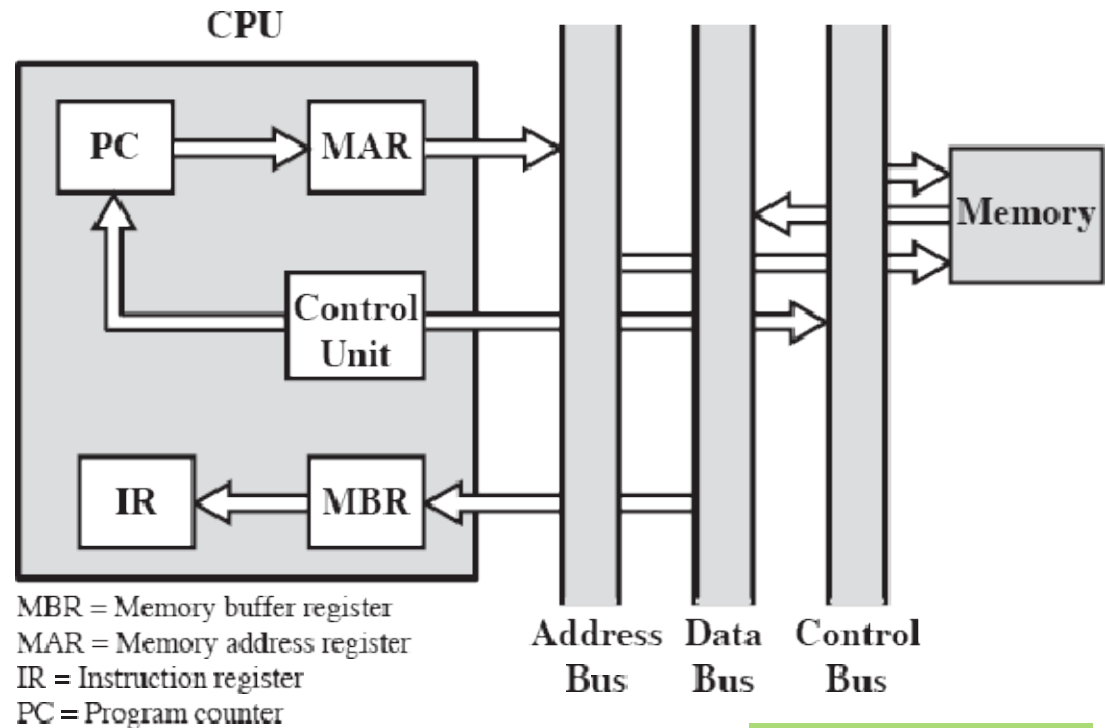 CPU
PC
MAR
Memory
Control
Unit
IR
MBR
MBR = Memory buffer register
MAR = Memory address register
IR = Instruction register
PC = Program counter
Address Data Control
Bus Bus Bus